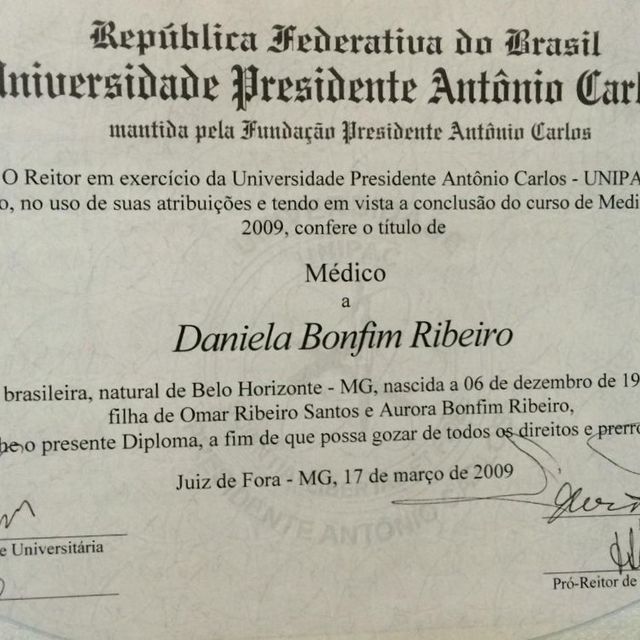 República Federativa do Brasil
Universidade Presidente Antônio Carl
mantida pela Fundação Presidente Antônio Carlos
O Reitor em exercício da Universidade Presidente Antônio Carlos - UNIPA
o, no uso de suas atribuições e tendo em vista a conclusão do curso de Medi
2009, confere o título de
Médico
a
Daniela Bonfim Ribeiro
brasileira, natural de Belo Horizonte - MG, nascida a 06 de dezembro de 19
filha de Omar Ribeiro Santos e Aurora Bonfim Ribeiro,
o presente Diploma, a fim de que possa gozar de todos os direitos e prerro
Juiz de Fora - MG, 17 de março de 2009
e Universitária
Pró-Reitor de
UNIPAC